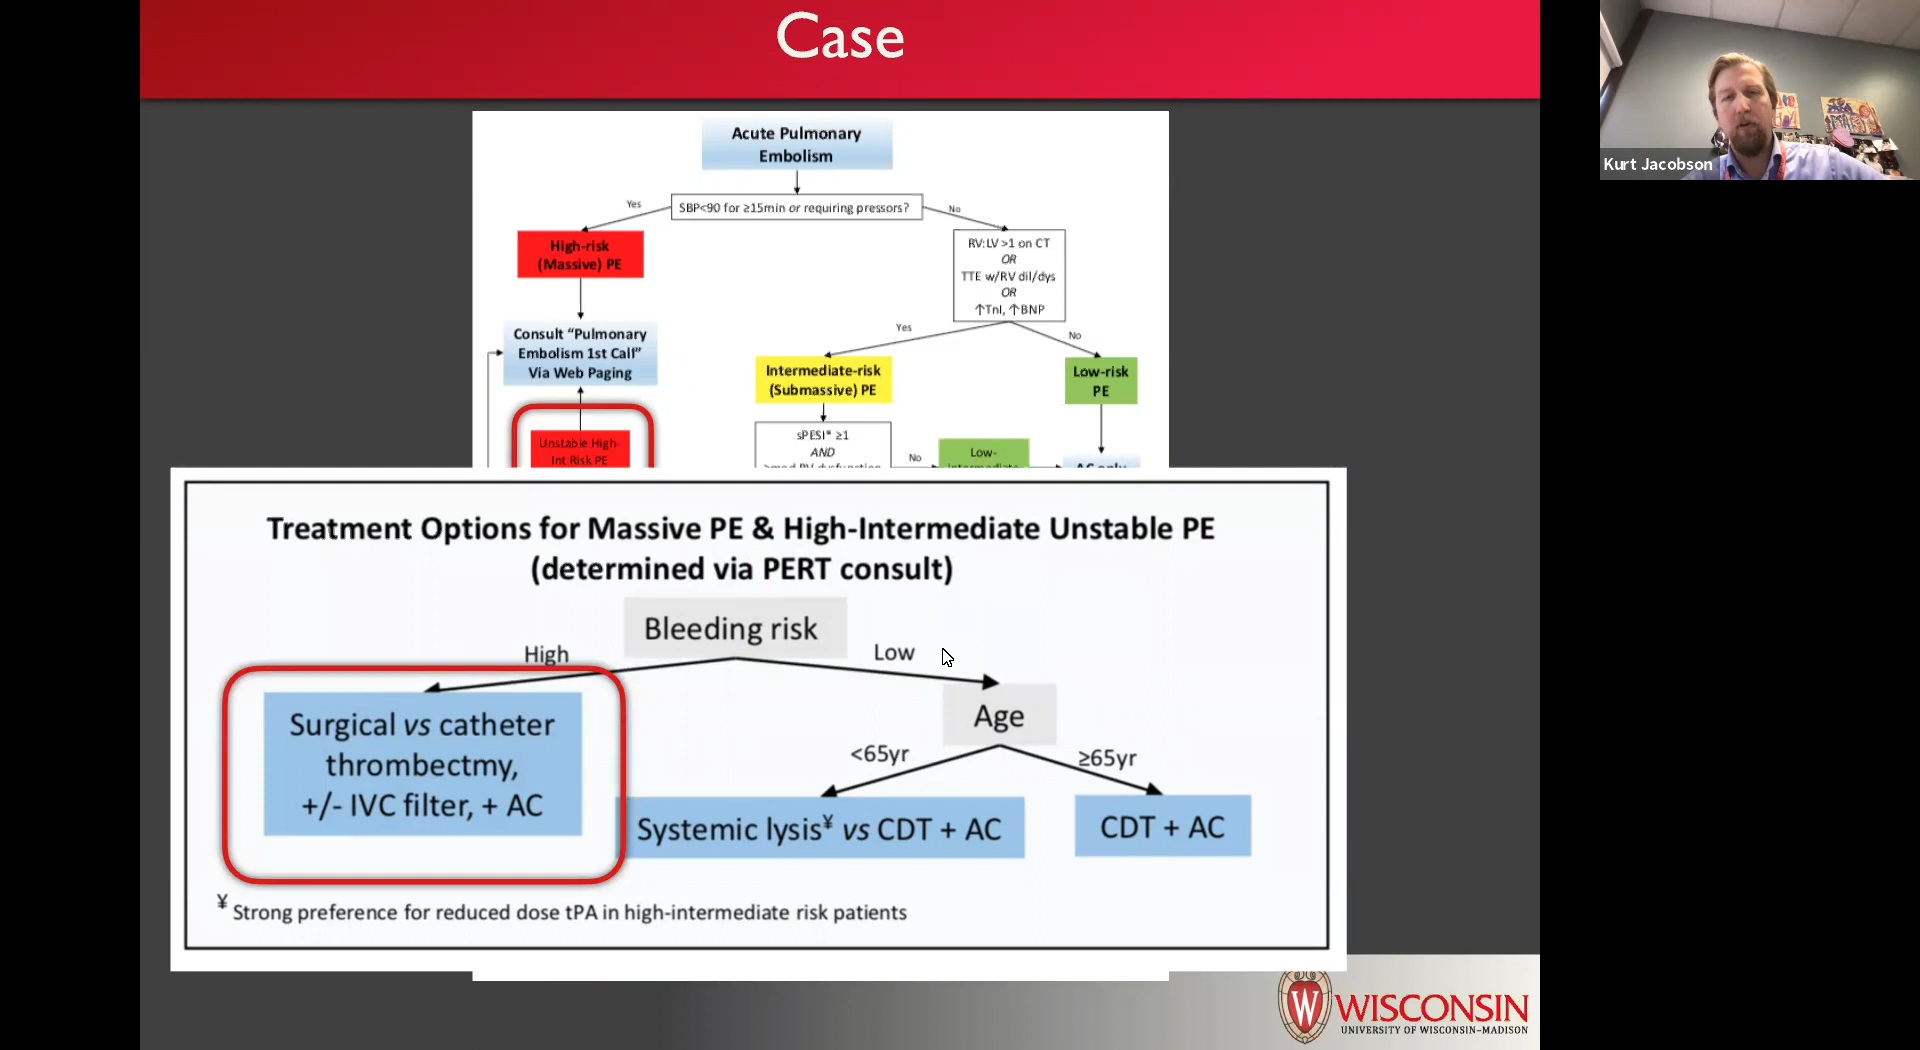 Case
Kurt Jacobson
Acute Pulmonary
Embolism
SBP<90 for ≥15min or requiring pressors?
Yes
No
High-risk
(Massive) PE
RV:LV >1 on CT
OR
TTE w/RV dil/dys
OR
↑TnI, ↑BNP
Consult “Pulmonary
Embolism 1st Call”
Via Web Paging
Yes
No
Intermediate-risk
(Submassive) PE
Low-risk
PE
Unstable High-
Int Risk PE
sPESI* ≥1
AND
No
Low-
AC only
Treatment Options for Massive PE & High-Intermediate Unstable PE
(determined via PERT consult)
Bleeding risk
High
Low
Surgical vs catheter
thrombectmy,
+/- IVC filter, + AC
Age
<65yr
≥65yr
Systemic lysis¥ vs CDT + AC
CDT + AC
¥ Strong preference for reduced dose tPA in high-intermediate risk patients
W
WISCONSIN
UNIVERSITY OF WISCONSIN–MADISON